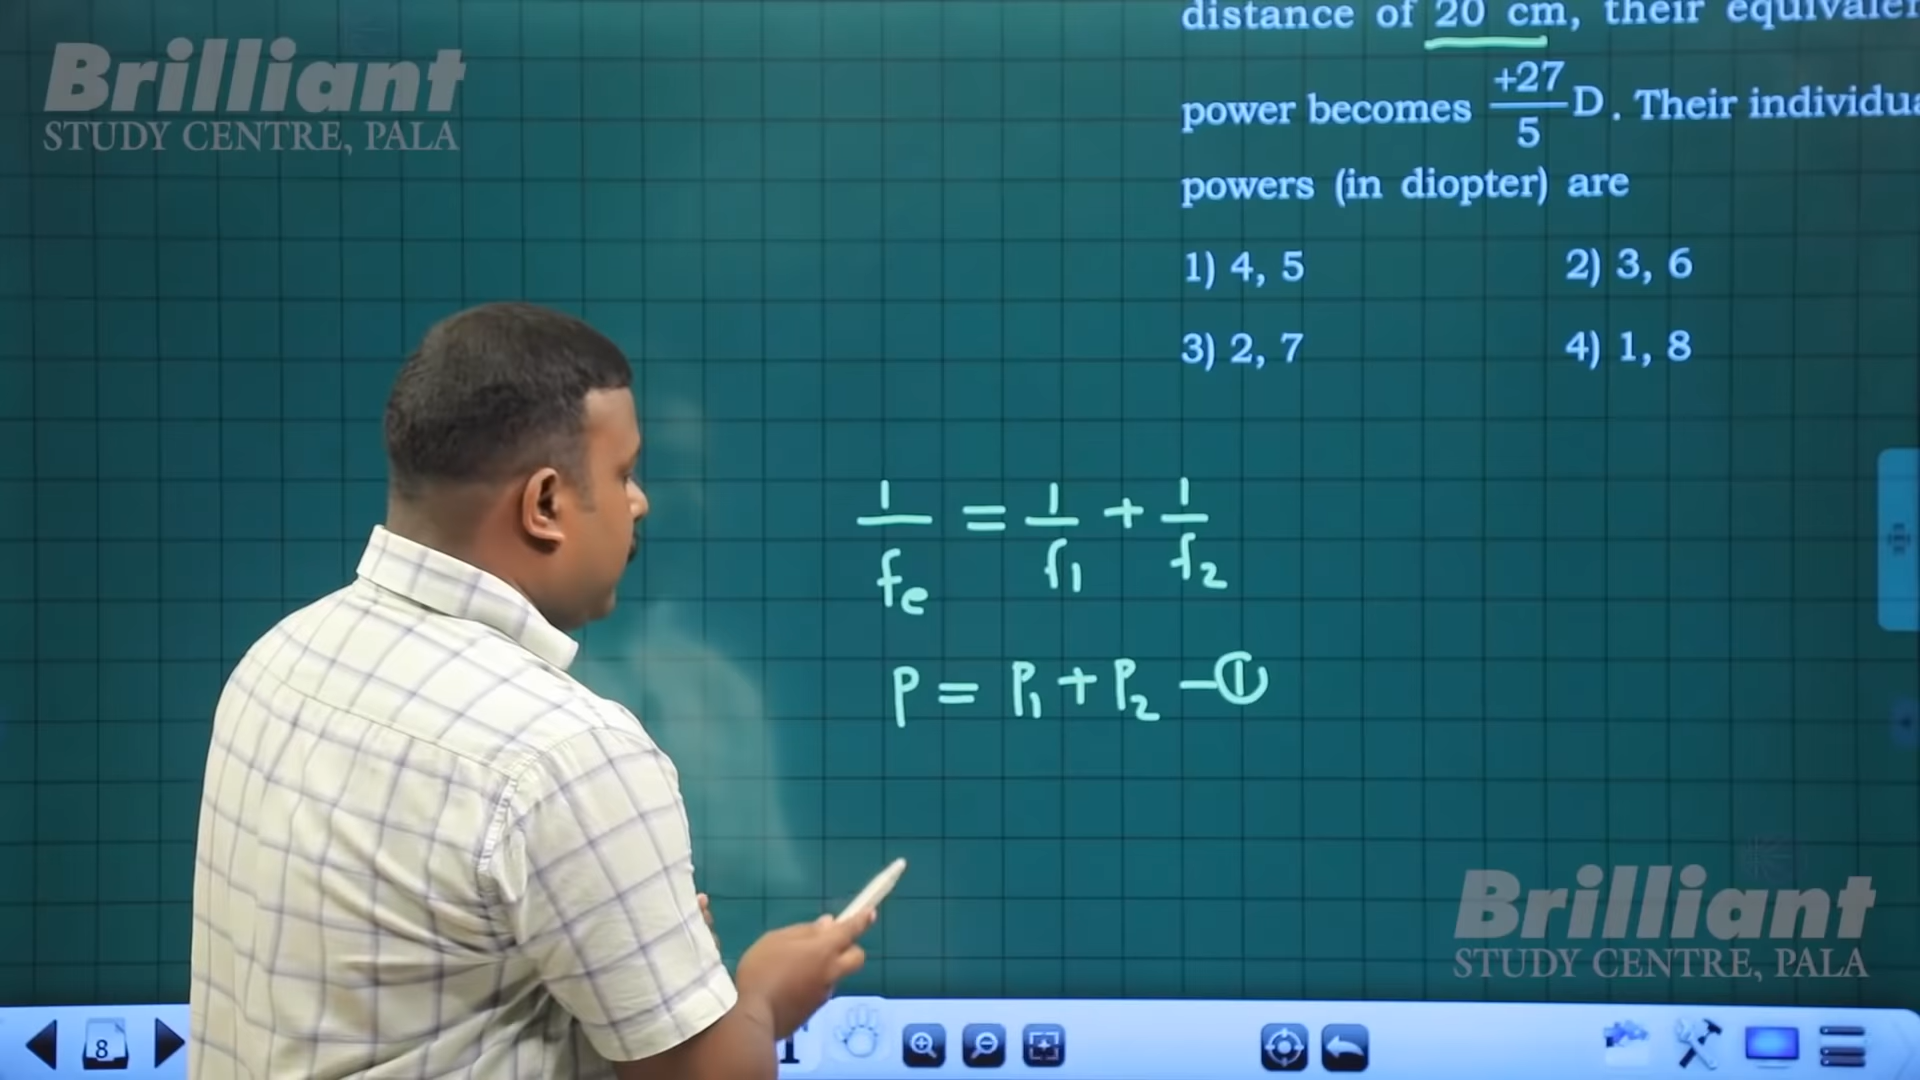 Brilliant
STUDY CENTRE, PALA
distance of 20 cm, their
power becomes +27/5 D. Their
powers (in diopter) are
1) 4, 5
2) 3, 6
3) 2, 7
4) 1, 8
1/fe = 1/f1 + 1/f2
P = P1 + P2 – ①
Brilliant
STUDY CENTRE, PALA
8